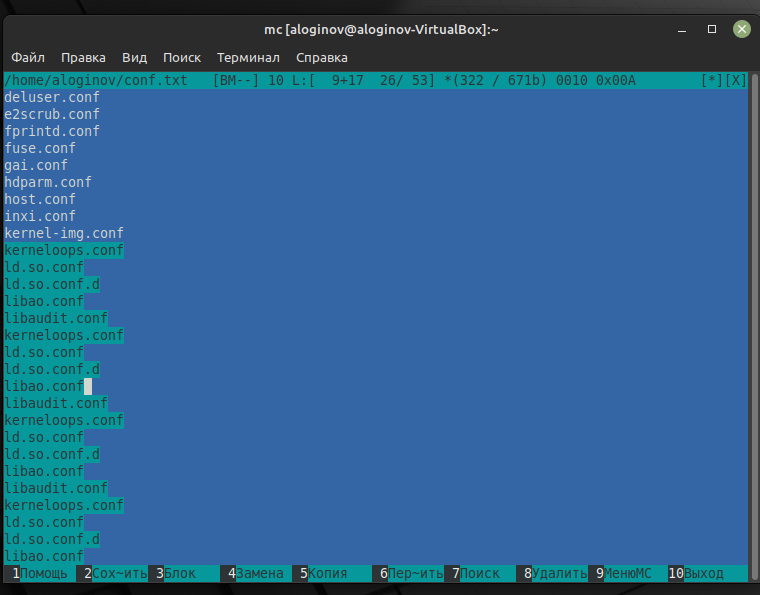 mc [aloginov@aloginov-VirtualBox]:~
Файл Правка Вид Поиск Терминал Справка
/home/aloginov/conf.txt [BM--] 10 L:[ 9+17 26/ 53] *(322 / 671b) 0010 0x00A [*][X]
deluser.conf
e2scrub.conf
fprintd.conf
fuse.conf
gai.conf
hdparm.conf
host.conf
inxi.conf
kernel-img.conf
kerneloops.conf
ld.so.conf
ld.so.conf.d
libao.conf
libaudit.conf
kerneloops.conf
ld.so.conf
ld.so.conf.d
libao.conf
libaudit.conf
kerneloops.conf
ld.so.conf
ld.so.conf.d
libao.conf
libaudit.conf
kerneloops.conf
ld.so.conf
ld.so.conf.d
libao.conf
1Помощь 2Сох~ить 3Блок 4Замена 5Копия 6Пер~ить 7Поиск 8Удалить 9МенюМС 10Выход